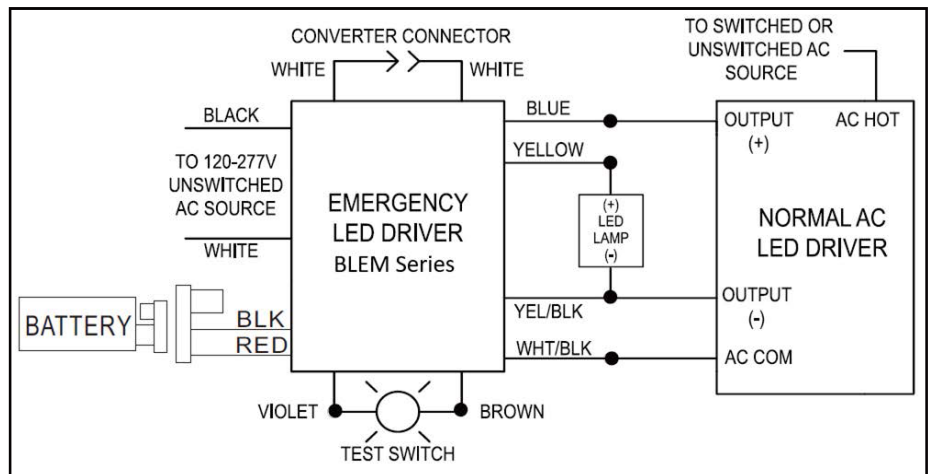 CONVERTER CONNECTOR
WHITE
WHITE
TO SWITCHED OR
UNSWITCHED AC
SOURCE
BLACK
TO 120-277V
UNSWITCHED
AC SOURCE
WHITE
EMERGENCY
LED DRIVER
BLEM Series
BLUE
YELLOW
(+)
LED
LAMP
(-)
YEL/BLK
WHT/BLK
OUTPUT
(+)
AC HOT
NORMAL AC
LED DRIVER
OUTPUT
(-)
AC COM
BATTERY
BLK
RED
VIOLET
BROWN
TEST SWITCH